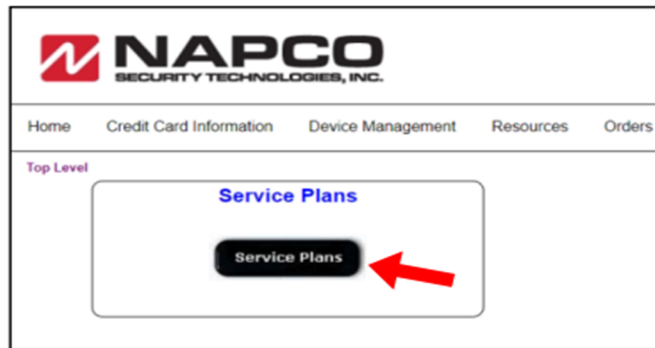 NAPCO
SECURITY TECHNOLOGIES, INC.
Home Credit Card Information Device Management Resources Orders
Top Level
Service Plans
Service Plans